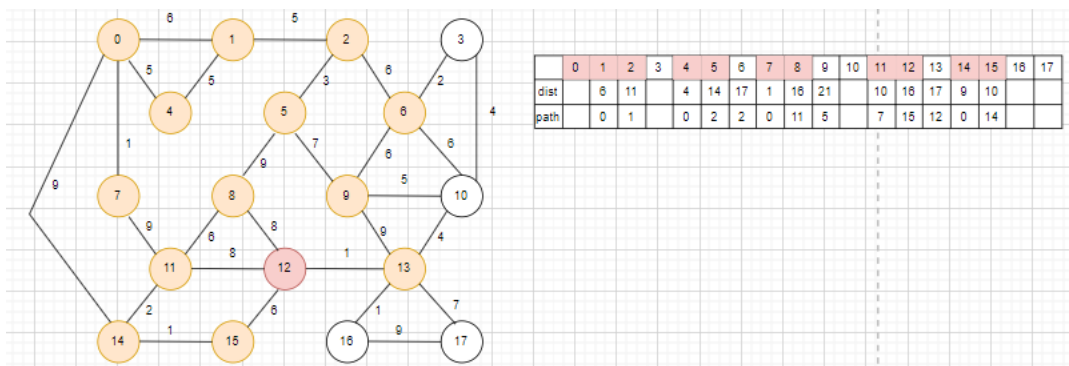 6 5
0 1 2 3
5 5 3 6 2
4 5 6 4
1 9 7 6 6
9 5
7 8 9 10
9 6 8 9 4
8 1
11 12 13
2 6 1 7
1 9
14 15 16 17
0 1 2 3 4 5 6 7 8 9 10 11 12 13 14 15 16 17
dist 6 11 4 14 17 1 16 21 10 16 17 9 10
path 0 1 0 2 2 0 11 5 7 15 12 0 14